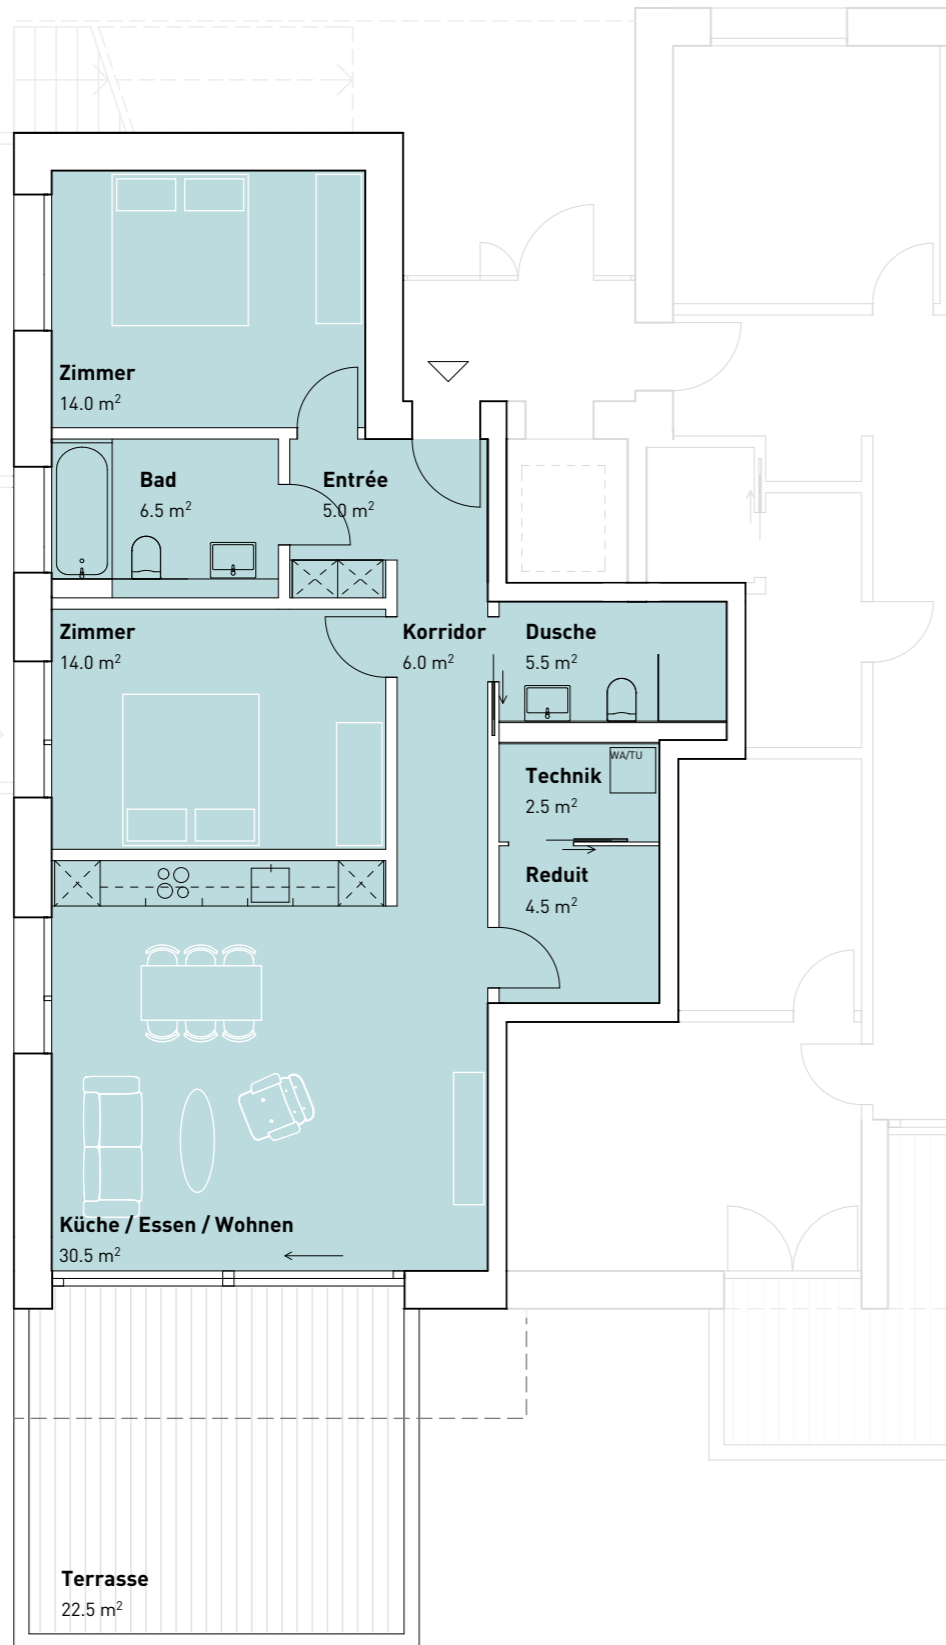 Zimmer
14.0 m²
Bad
6.5 m²
Entrée
5.0 m²
Zimmer
14.0 m²
Korridor
6.0 m²
Dusche
5.5 m²
Technik
2.5 m²
WA/TU
Reduit
4.5 m²
Küche / Essen / Wohnen
30.5 m²
Terrasse
22.5 m²